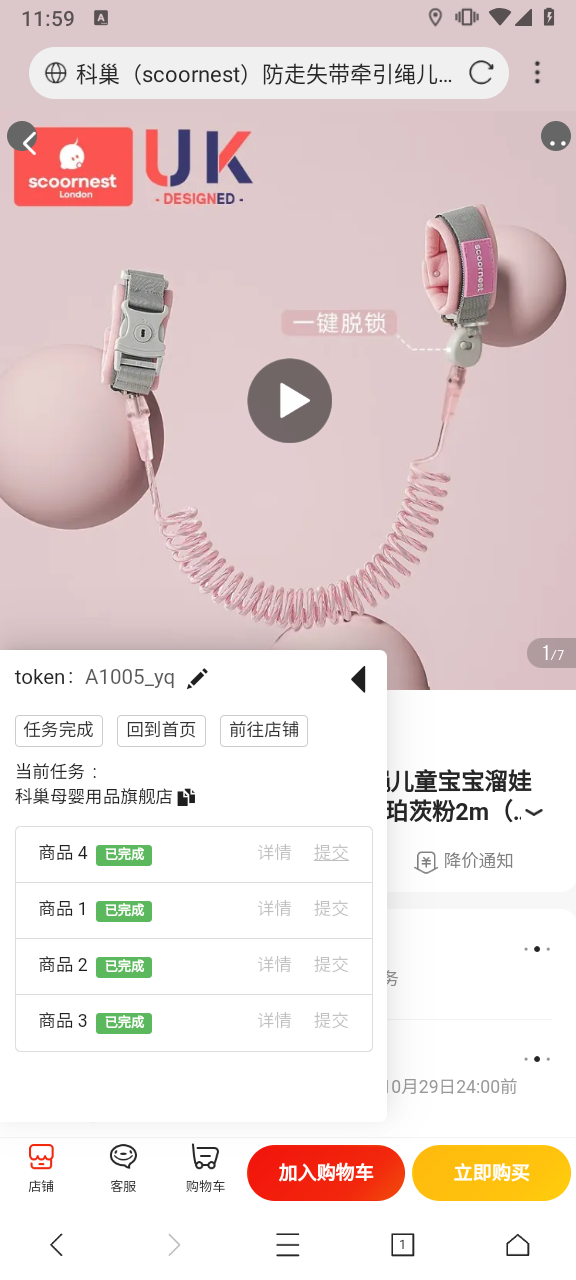 11:59
A
科巢（scoornest）防走失带牵引绳儿...
scoornest
London
UK
- DESIGNED -
scoornest
一键脱锁
1/7
token： A1005_yq
任务完成 回到首页 前往店铺
当前任务 ：
科巢母婴用品旗舰店
绳儿童宝宝溜娃
珀茨粉2m（...
商品 4 已完成 详情 提交
¥ 降价通知
商品 1 已完成 详情 提交
商品 2 已完成 详情 提交
务
商品 3 已完成 详情 提交
10月29日24:00前
店铺 客服 购物车 加入购物车 立即购买
1